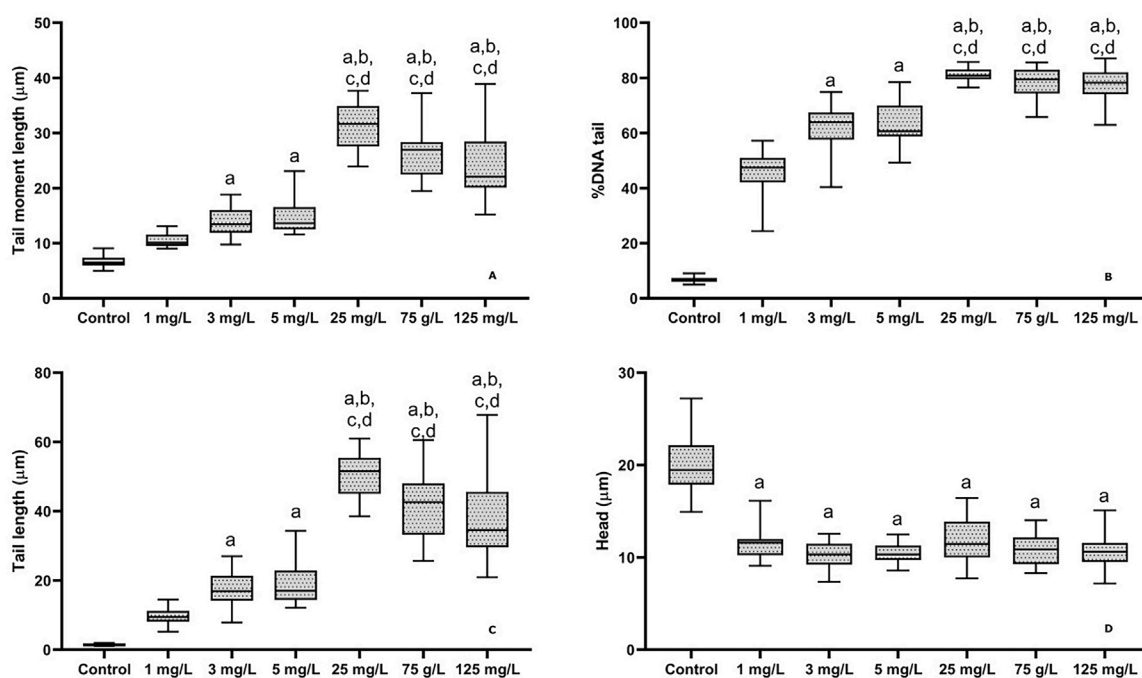 50
40
30
20
10
0
Tail moment length (μm)
a
a
a,b,
c,d
a,b,
c,d
a,b,
c,d
A
Control 1 mg/L 3 mg/L 5 mg/L 25 mg/L 75 g/L 125 mg/L
100
80
60
40
20
0
%DNA tail
a
a
a,b,
c,d
a,b,
c,d
a,b,
c,d
B
Control 1 mg/L 3 mg/L 5 mg/L 25 mg/L 75 g/L 125 mg/L
80
60
40
20
0
Tail length (μm)
a
a
a,b,
c,d
a,b,
c,d
a,b,
c,d
C
Control 1 mg/L 3 mg/L 5 mg/L 25 mg/L 75 g/L 125 mg/L
30
20
10
0
Head (μm)
a
a
a
a
a
a
D
Control 1 mg/L 3 mg/L 5 mg/L 25 mg/L 75 g/L 125 mg/L